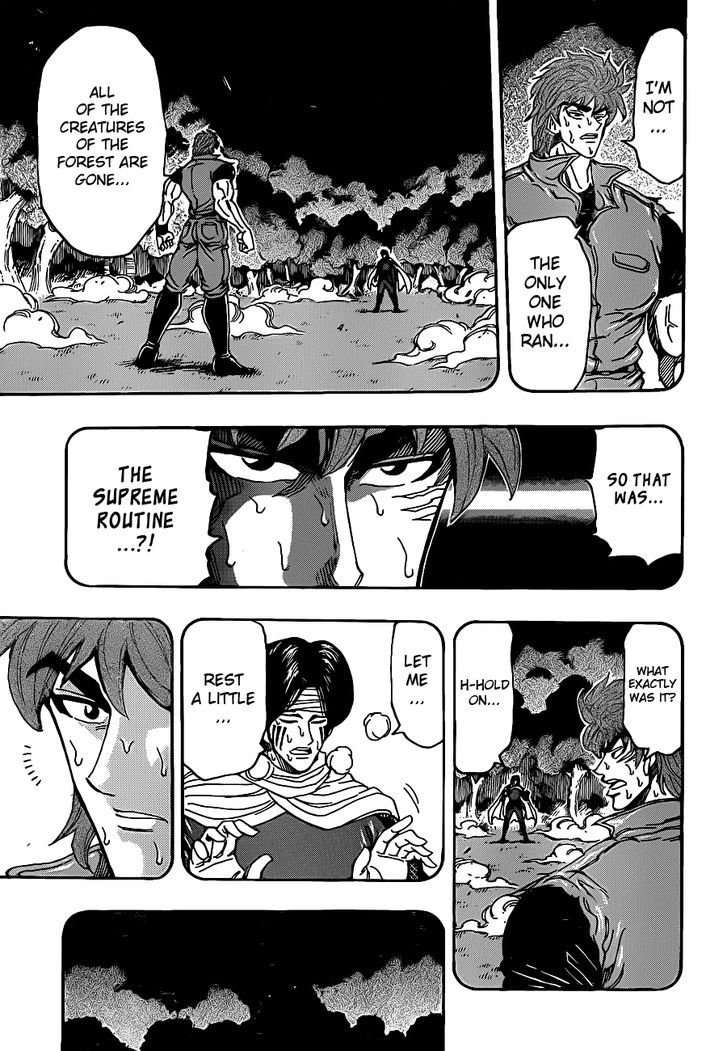 I'M
NOT
...
THE
ONLY
ONE
WHO
RAN...
ALL
OF THE
CREATURES
OF THE
FOREST ARE
GONE...
SO THAT
WAS...
THE
SUPREME
ROUTINE
...?!
WHAT
EXACTLY
WAS IT?
H-HOLD
ON...
LET
ME
...
REST
A LITTLE
...